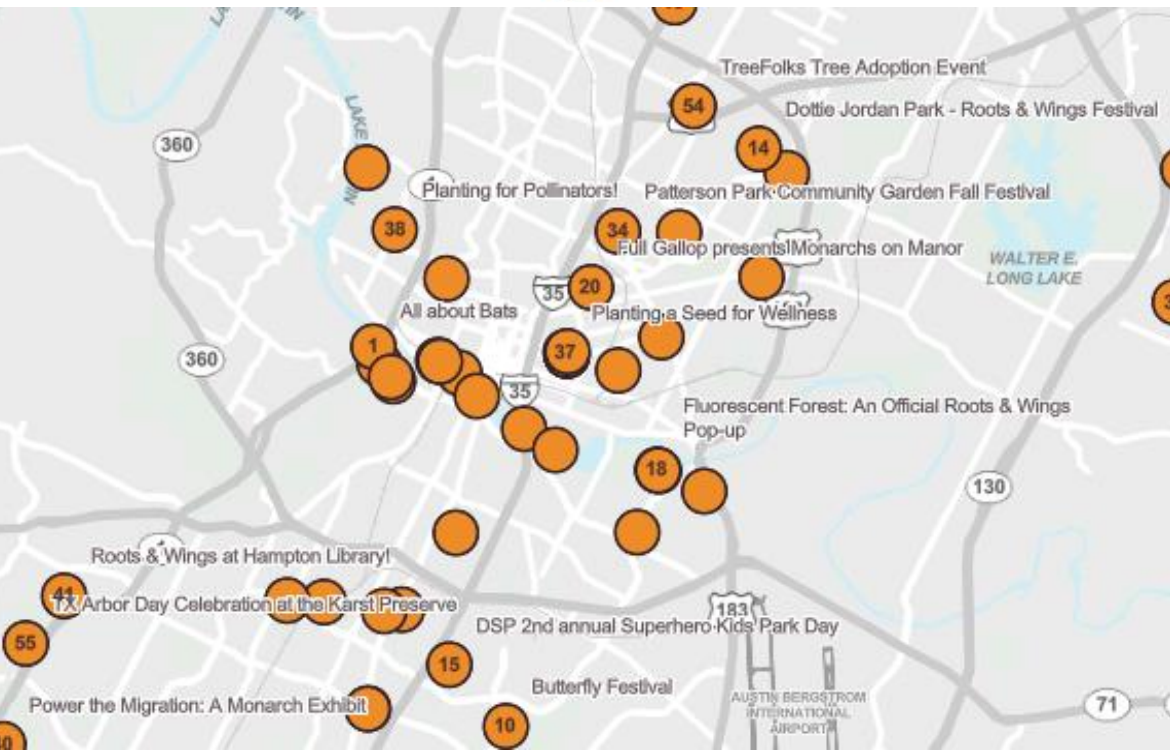 TreeFolks Tree Adoption Event
54
Dottie Jordan Park - Roots & Wings Festival
LAKE
360
14
Planting for Pollinators!
Patterson Park Community Garden Fall Festival
38
34
Full Gallop presents Monarchs on Manor
WALTER E.
LONG LAKE
35
20
All about Bats
Planting a Seed for Wellness
1
37
360
35
Fluorescent Forest: An Official Roots & Wings
Pop-up
18
130
Roots & Wings at Hampton Library!
41
TX Arbor Day Celebration at the Karst Preserve
183
DSP 2nd annual Superhero Kids Park Day
55
15
Butterfly Festival
Power the Migration: A Monarch Exhibit
10
AUSTIN BERGSTROM
INTERNATIONAL
AIRPORT
71